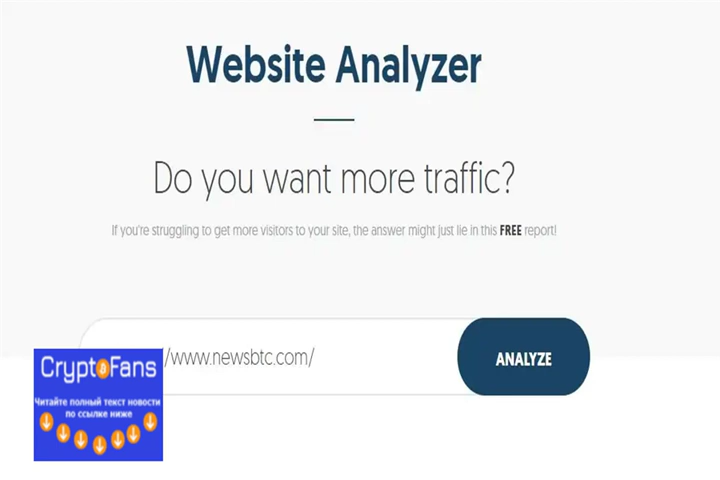 Website Analyzer
Do you want more traffic?
If you're struggling to get more visitors to your site, the answer might just lie in this FREE report!
/www.newsbtc.com/
ANALYZE
CryptoFans
Читайте полный текст новости
по ссылке ниже